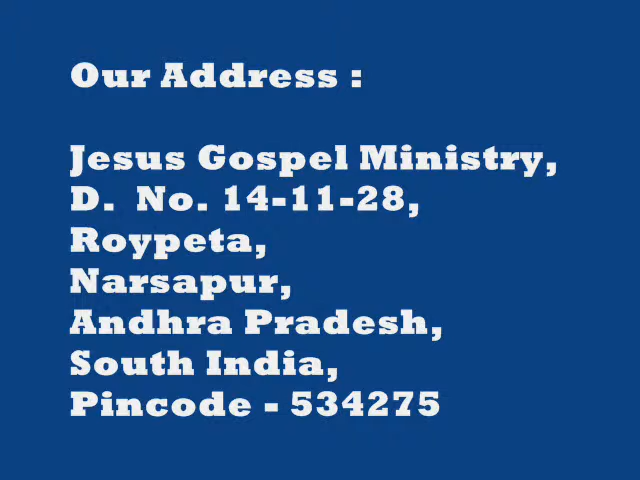 Our Address :
Jesus Gospel Ministry,
D. No. 14-11-28,
Roypeta,
Narsapur,
Andhra Pradesh,
South India,
Pincode - 534275